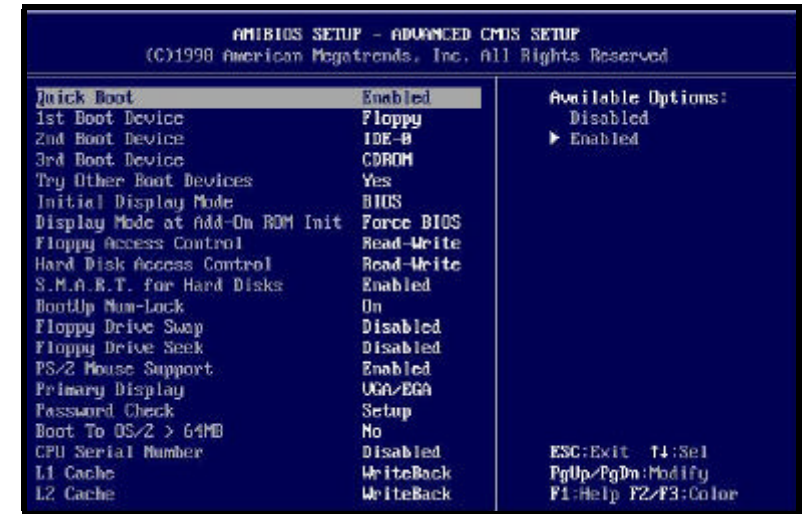 AMIBIOS SETUP - ADVANCED CMOS SETUP
(C)1998 American Megatrends, Inc. All Rights Reserved
Quick Boot Enabled
1st Boot Device Floppy
2nd Boot Device IDE-0
3rd Boot Device CDROM
Try Other Boot Devices Yes
Initial Display Mode BIOS
Display Mode at Add-On ROM Init Force BIOS
Floppy Access Control Read-Write
Hard Disk Access Control Read-Write
S.M.A.R.T. for Hard Disks Enabled
BootUp Num-Lock On
Floppy Drive Swap Disabled
Floppy Drive Seek Disabled
PS/2 Mouse Support Enabled
Primary Display VGA/EGA
Password Check Setup
Boot To OS/2 > 64MB No
CPU Serial Number Disabled
L1 Cache WriteBack
L2 Cache WriteBack
Available Options:
Disabled
► Enabled
ESC:Exit ↑↓:Sel
PgUp/PgDn:Modify
F1:Help F2/F3:Color